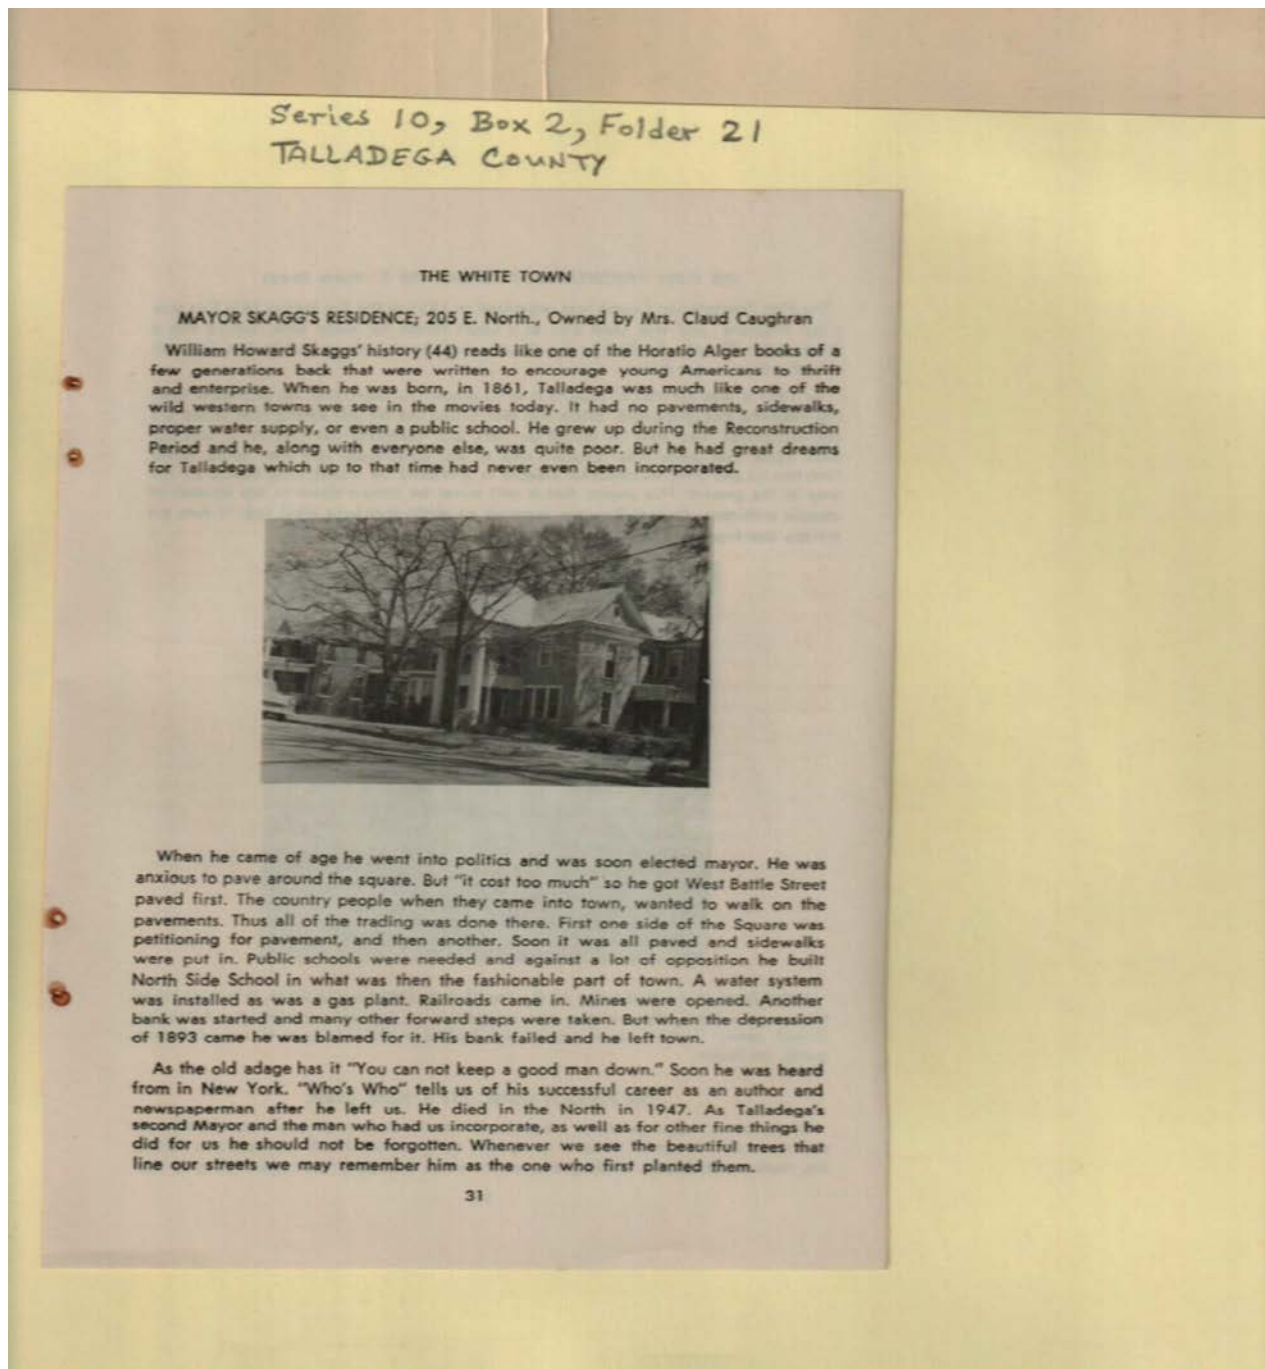 Series 10, Box 2, Folder 21
TALLADEGA COUNTY
THE WHITE TOWN
MAYOR SKAGG'S RESIDENCE; 205 E. North., Owned by Mrs. Claud Caughran
William Howard Skaggs' history (44) reads like one of the Horatio Alger books of a
few generations back that were written to encourage young Americans to thrift
and enterprise. When he was born, in 1861, Talladega was much like one of the
wild western towns we see in the movies today. It had no pavements, sidewalks,
proper water supply, or even a public school. He grew up during the Reconstruction
Period and he, along with everyone else, was quite poor. But he had great dreams
for Talladega which up to that time had never even been incorporated.
When he came of age he went into politics and was soon elected mayor. He was
anxious to pave around the square. But "it cost too much" so he got West Battle Street
paved first. The country people when they came into town, wanted to walk on the
pavements. Thus all of the trading was done there. First one side of the Square was
petitioning for pavement, and then another. Soon it was all paved and sidewalks
were put in. Public schools were needed and against a lot of opposition he built
North Side School in what was then the fashionable part of town. A water system
was installed as was a gas plant. Railroads came in. Mines were opened. Another
bank was started and many other forward steps were taken. But when the depression
of 1893 came he was blamed for it. His bank failed and he left town.
As the old adage has it "You can not keep a good man down." Soon he was heard
from in New York. "Who's Who" tells us of his successful career as an author and
newspaperman after he left us. He died in the North in 1947. As Talladega's
second Mayor and the man who had us incorporate, as well as for other fine things he
did for us he should not be forgotten. Whenever we see the beautiful trees that
line our streets we may remember him as the one who first planted them.
31